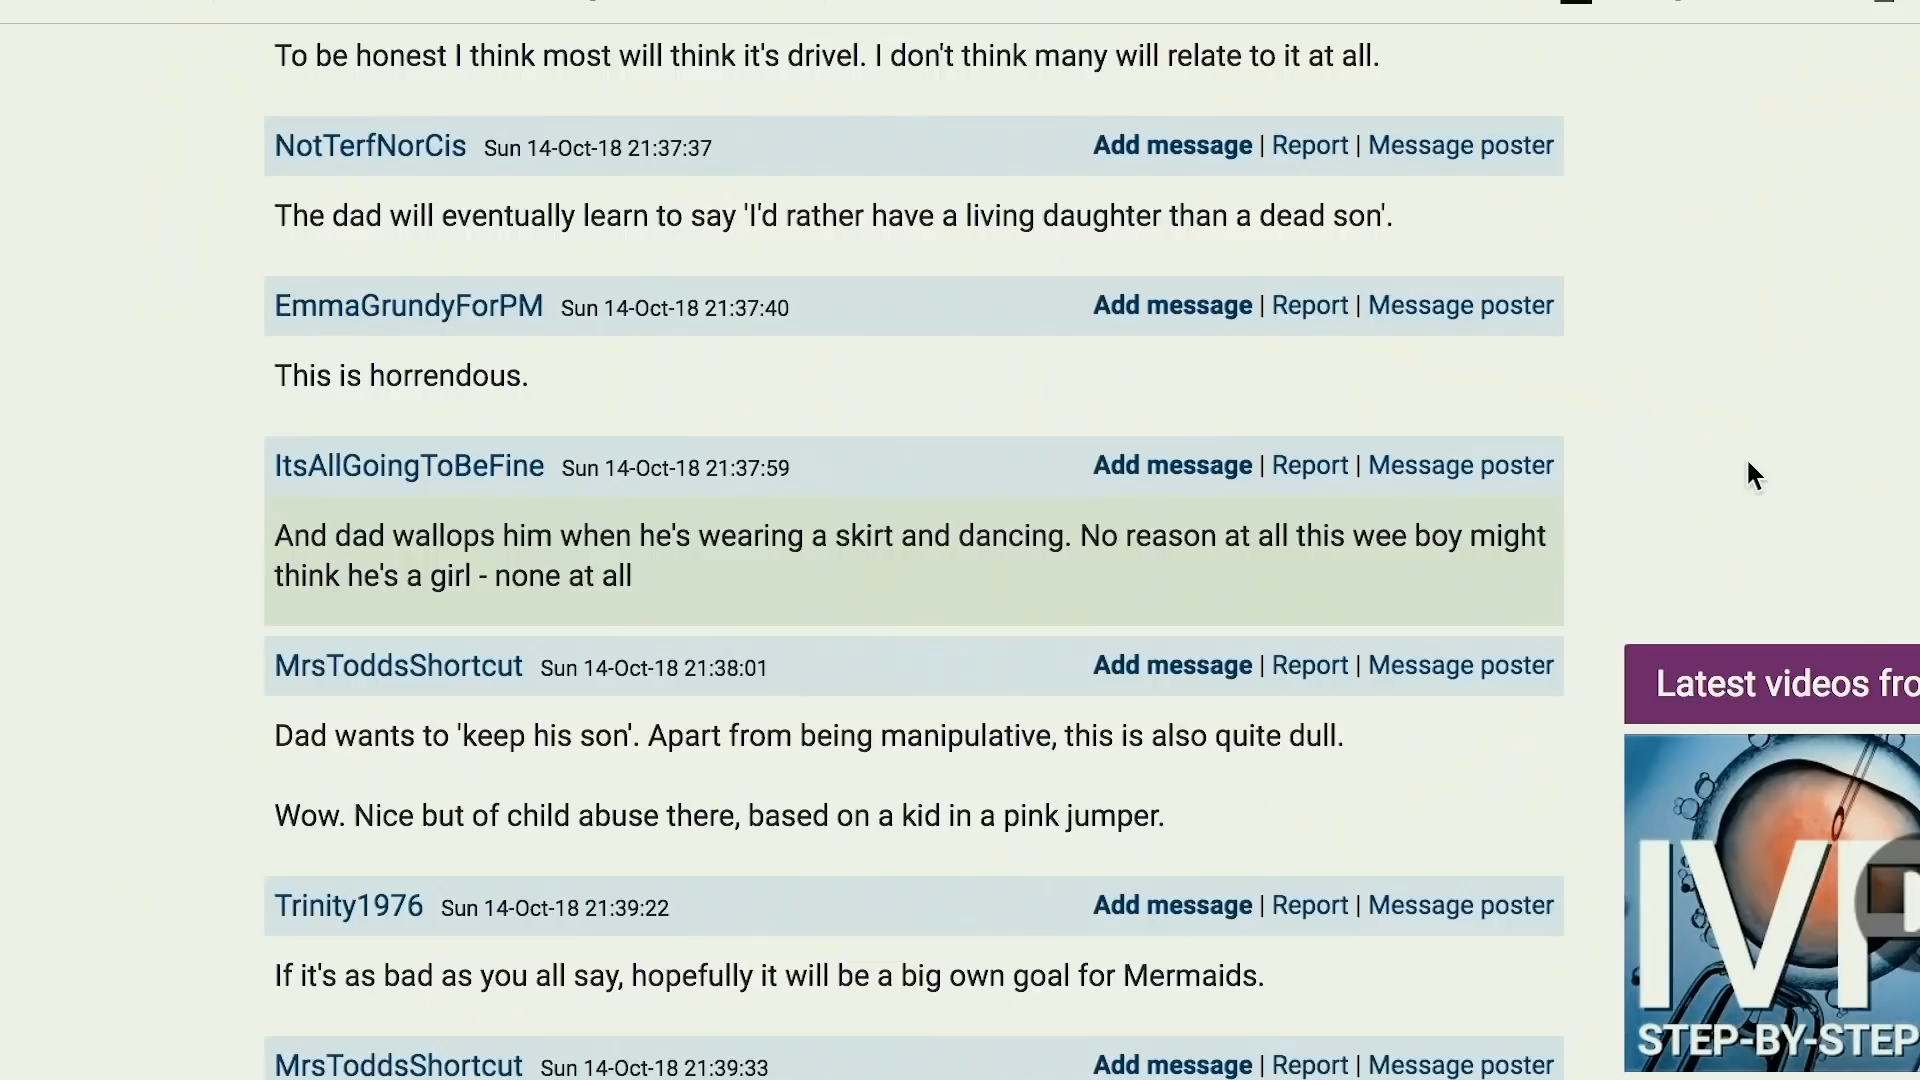 To be honest I think most will think it's drivel. I don't think many will relate to it at all.
NotTerfNorCis Sun 14-Oct-18 21:37:37 Add message | Report | Message poster
The dad will eventually learn to say 'I'd rather have a living daughter than a dead son'.
EmmaGrundyForPM Sun 14-Oct-18 21:37:40 Add message | Report | Message poster
This is horrendous.
ItsAllGoingToBeFine Sun 14-Oct-18 21:37:59 Add message | Report | Message poster
And dad wallops him when he's wearing a skirt and dancing. No reason at all this wee boy might
think he's a girl - none at all
MrsToddsShortcut Sun 14-Oct-18 21:38:01 Add message | Report | Message poster
Latest videos fro
Dad wants to 'keep his son'. Apart from being manipulative, this is also quite dull.
Wow. Nice but of child abuse there, based on a kid in a pink jumper.
Trinity1976 Sun 14-Oct-18 21:39:22 Add message | Report | Message poster
If it's as bad as you all say, hopefully it will be a big own goal for Mermaids.
IVF
STEP-BY-STEP
MrsToddsShortcut Sun 14-Oct-18 21:39:33 Add message | Report | Message poster